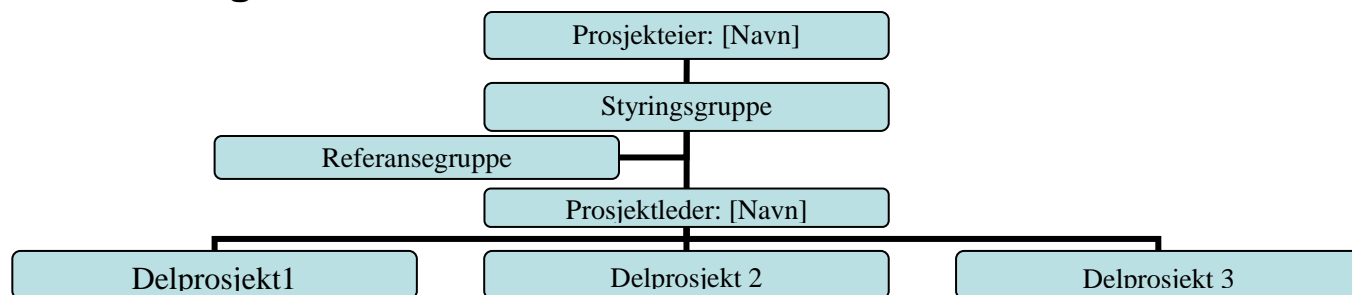 Prosjekteier: [Navn]
Styringsgruppe
Referansegruppe
Prosjektleder: [Navn]
Delprosjekt1
Delprosjekt 2
Delprosjekt 3